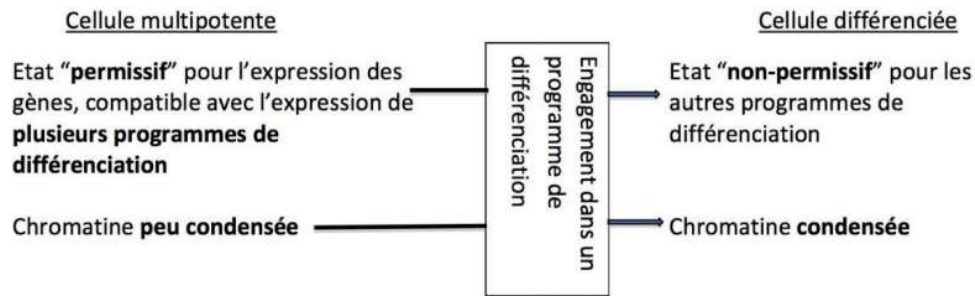 Cellule multipotente
Cellule différenciée
Etat “permissif” pour l’expression des
gènes, compatible avec l’expression de
plusieurs programmes de
différenciation
Engagement dans un
programme de
différenciation
Etat “non-permissif” pour les
autres programmes de
différenciation
Chromatine peu condensée
Chromatine condensée